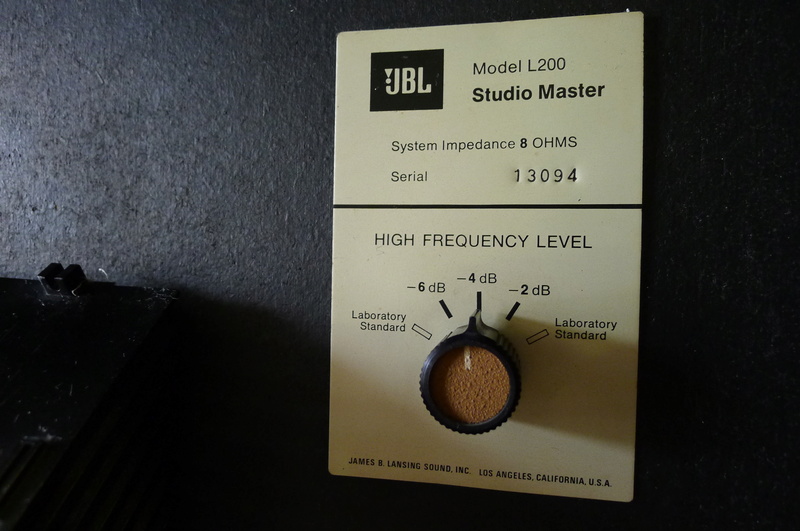 JBL
Model L200
Studio Master
System Impedance 8 OHMS
Serial 13094
HIGH FREQUENCY LEVEL
-6 dB -4 dB -2 dB
Laboratory Standard
Laboratory Standard
JAMES B. LANSING SOUND, INC. LOS ANGELES, CALIFORNIA, U.S.A.